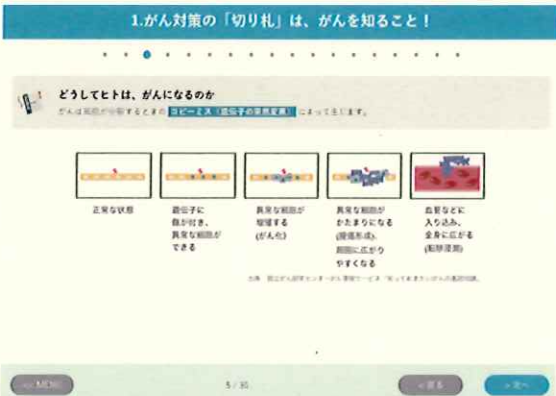 1.がん対策の「切り札」は、がんを知ること！
どうしてヒトは、がんになるのか
がんは細胞が分裂するときのコピーミス（遺伝子の突然変異）によって生じます。
正常な状態
遺伝子に
傷が付き、
異常な細胞が
できる
異常な細胞が
増殖する
(がん化)
異常な細胞が
かたまりになる
(腫瘍形成)、
周囲に広がり
やすくなる
血管などに
入り込み、
全身に広がる
(転移浸潤)
<< MENU
5 / 30
< 戻る
> 次へ